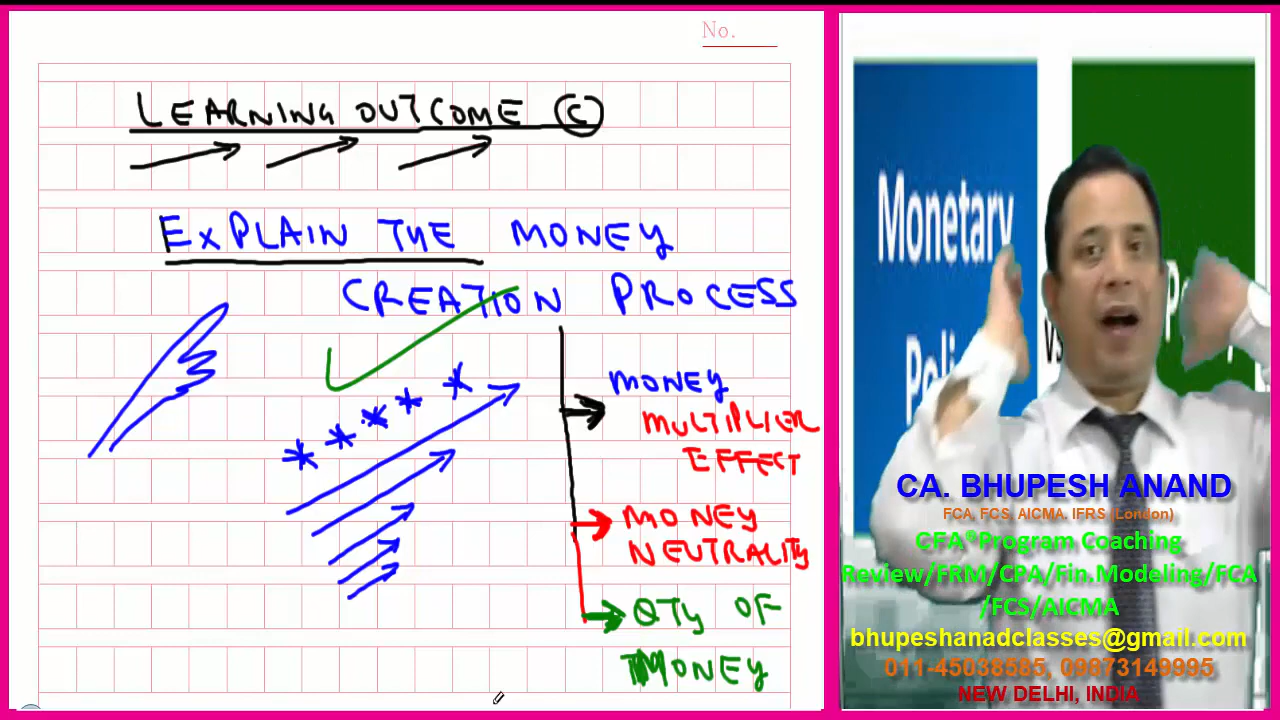 No.
LEARNING OUTCOME (C)
EXPLAIN THE MONEY
CREATION PROCESS
MONEY
MULTIPLIER
EFFECT
MONEY
NEUTRALITY
QTY OF
MONEY
Monetary
Vs
CA. BHUPESH ANAND
FCA, FCS, AICMA, IFRS (London)
CFA®Program Coaching
Review/FRM/CPA/Fin.Modeling/FCA
/FCS/AICMA
bhupeshanadclasses@gmail.com
011-45038585, 09873149995
NEW DELHI, INDIA